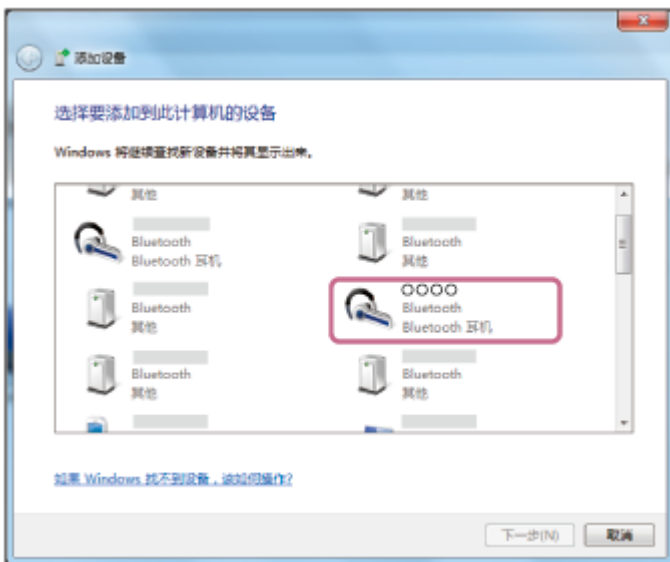 添加设备
选择要添加到此计算机的设备
Windows 将继续查找新设备并将其显示出来。
其他
其他
Bluetooth
Bluetooth 耳机
Bluetooth
其他
Bluetooth
其他
○○○○
Bluetooth
Bluetooth 耳机
Bluetooth
其他
Bluetooth
其他
如果 Windows 找不到设备，该如何操作?
下一步(N)
取消